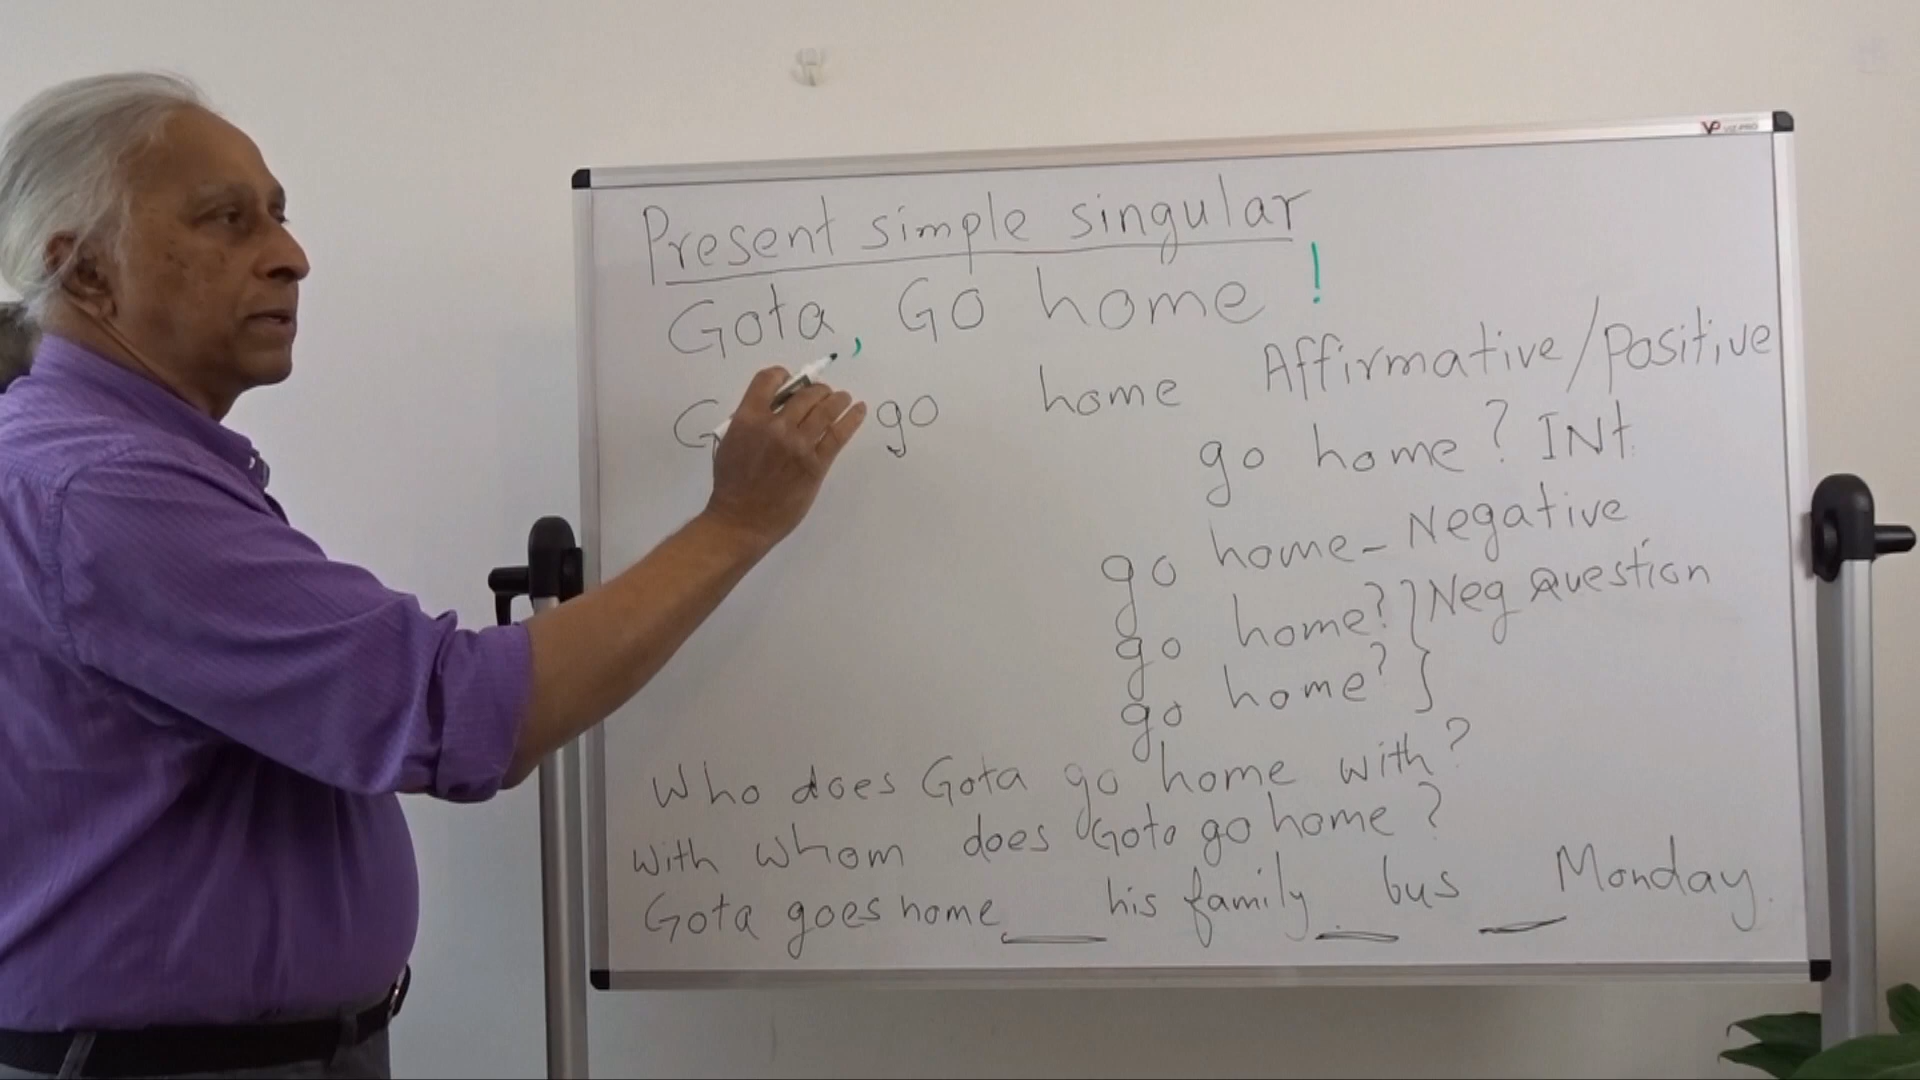 VIZ-PRO
Present simple singular
Gota, Go home !
go home Affirmative/positive
go home? INt.
go home - Negative
go home? } Neg Question
go home? }
Who does Gota go home with?
With whom does Gota go home?
Gota goes home ___ his family ___ bus ___ Monday.